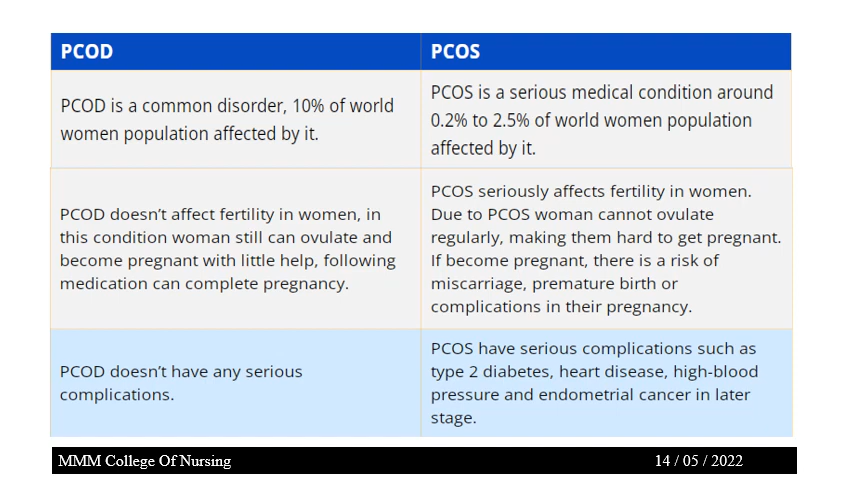 PCOD
PCOS
PCOD is a common disorder, 10% of world
women population affected by it.
PCOS is a serious medical condition around
0.2% to 2.5% of world women population
affected by it.
PCOD doesn’t affect fertility in women, in
this condition woman still can ovulate and
become pregnant with little help, following
medication can complete pregnancy.
PCOS seriously affects fertility in women.
Due to PCOS woman cannot ovulate
regularly, making them hard to get pregnant.
If become pregnant, there is a risk of
miscarriage, premature birth or
complications in their pregnancy.
PCOD doesn’t have any serious
complications.
PCOS have serious complications such as
type 2 diabetes, heart disease, high-blood
pressure and endometrial cancer in later
stage.
MMM College Of Nursing
14 / 05 / 2022